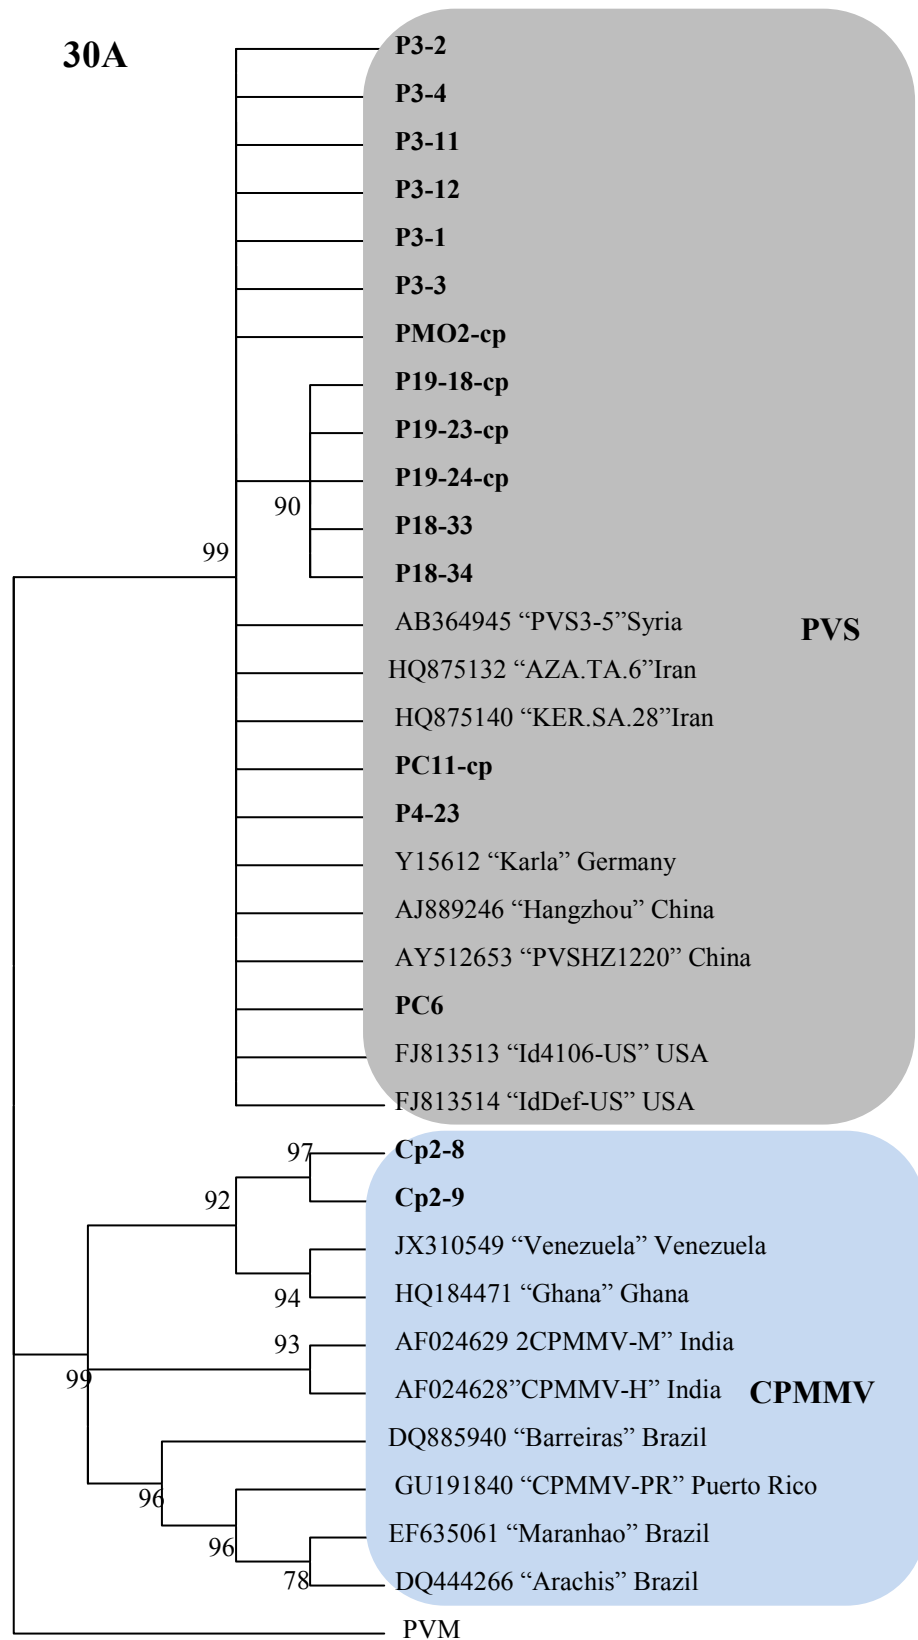 30A
P3-2
P3-4
P3-11
P3-12
P3-1
P3-3
PMO2-cp
P19-18-cp
P19-23-cp
P19-24-cp
90
P18-33
99
P18-34
AB364945 “PVS3-5”Syria
PVS
HQ875132 “AZA.TA.6”Iran
HQ875140 “KER.SA.28”Iran
PC11-cp
P4-23
Y15612 “Karla” Germany
AJ889246 “Hangzhou” China
AY512653 “PVSHZ1220” China
PC6
FJ813513 “Id4106-US” USA
FJ813514 “IdDef-US” USA
97
Cp2-8
92
Cp2-9
JX310549 “Venezuela” Venezuela
94
HQ184471 “Ghana” Ghana
93
AF024629 2CPMMV-M” India
99
AF024628”CPMMV-H” India
CPMMV
DQ885940 “Barreiras” Brazil
96
GU191840 “CPMMV-PR” Puerto Rico
96
EF635061 “Maranhao” Brazil
78
DQ444266 “Arachis” Brazil
PVM